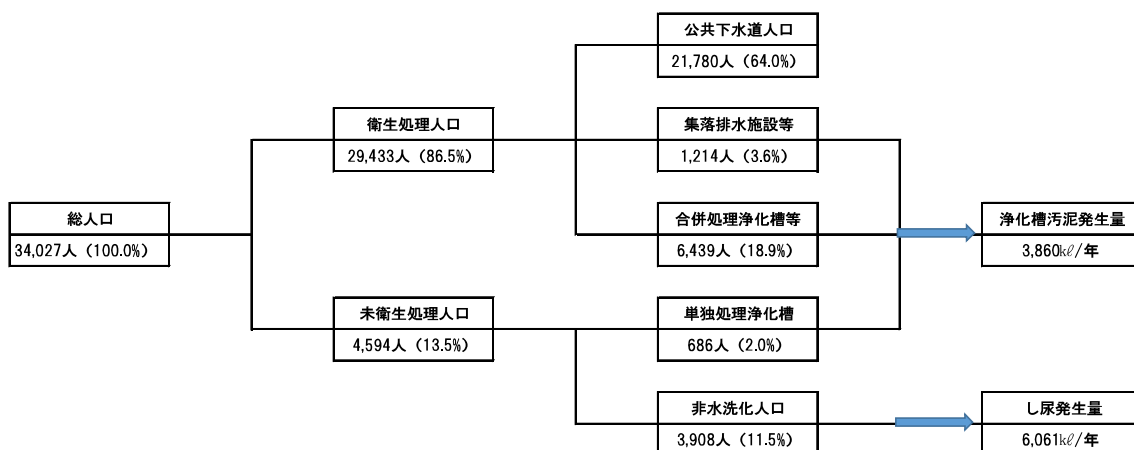 総人口
34,027人（100.0%）
衛生処理人口
29,433人（86.5%）
未衛生処理人口
4,594人（13.5%）
公共下水道人口
21,780人（64.0%）
集落排水施設等
1,214人（3.6%）
合併処理浄化槽等
6,439人（18.9%）
単独処理浄化槽
686人（2.0%）
非水洗化人口
3,908人（11.5%）
浄化槽汚泥発生量
3,860kℓ/年
し尿発生量
6,061kℓ/年